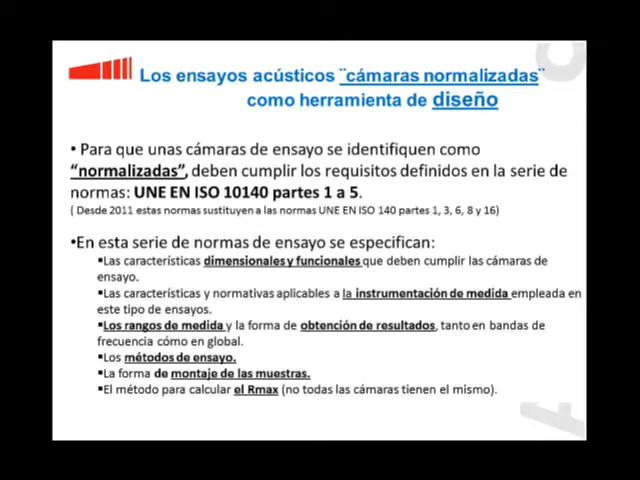 Los ensayos acústicos ¨cámaras normalizadas¨
como herramienta de diseño
• Para que unas cámaras de ensayo se identifiquen como
“normalizadas”, deben cumplir los requisitos definidos en la serie de
normas: UNE EN ISO 10140 partes 1 a 5.
( Desde 2011 estas normas sustituyen a las normas UNE EN ISO 140 partes 1, 3, 6, 8 y 16)
•En esta serie de normas de ensayo se especifican:
▪Las características dimensionales y funcionales que deben cumplir las cámaras de
ensayo.
▪Las características y normativas aplicables a la instrumentación de medida empleada en
este tipo de ensayos.
▪Los rangos de medida y la forma de obtención de resultados, tanto en bandas de
frecuencia cómo en global.
▪Los métodos de ensayo.
▪La forma de montaje de las muestras.
▪El método para calcular el Rmax (no todas las cámaras tienen el mismo).